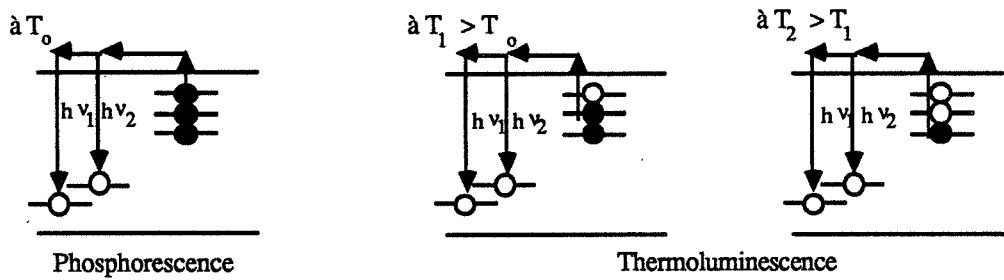 à T₀
à T₁ > T₀
à T₂ > T₁
hν₁ hν₂
hν₁ hν₂
hν₁ hν₂
Phosphorescence
Thermoluminescence